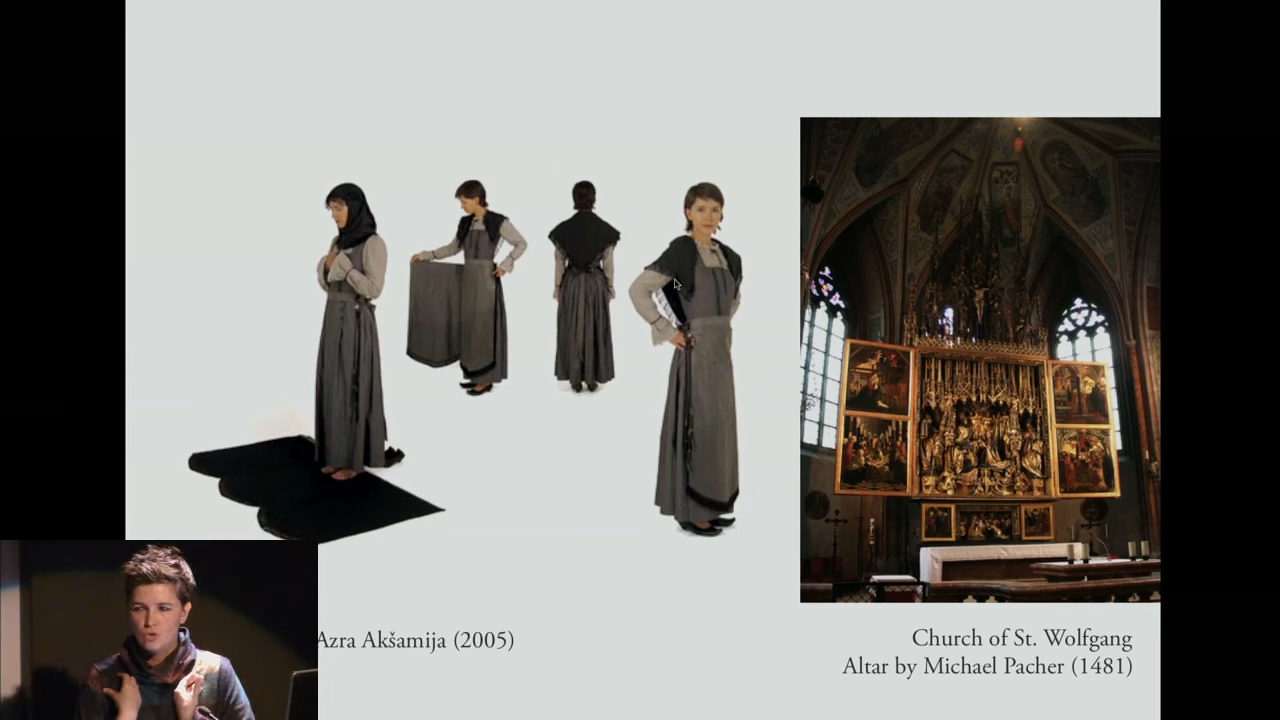 Azra Akšamija (2005)
Church of St. Wolfgang
Altar by Michael Pacher (1481)